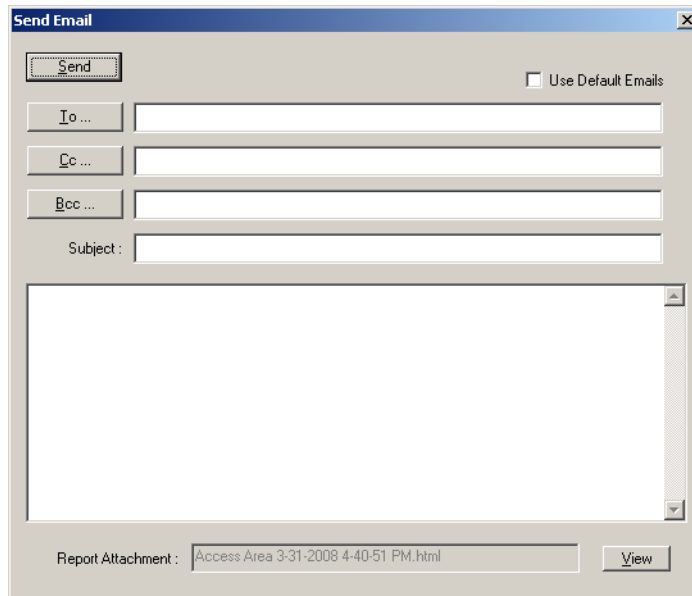 Send Email
Send
Use Default Emails
To ...
Cc ...
Bcc ...
Subject :
Report Attachment : Access Area 3-31-2008 4-40-51 PM.html View